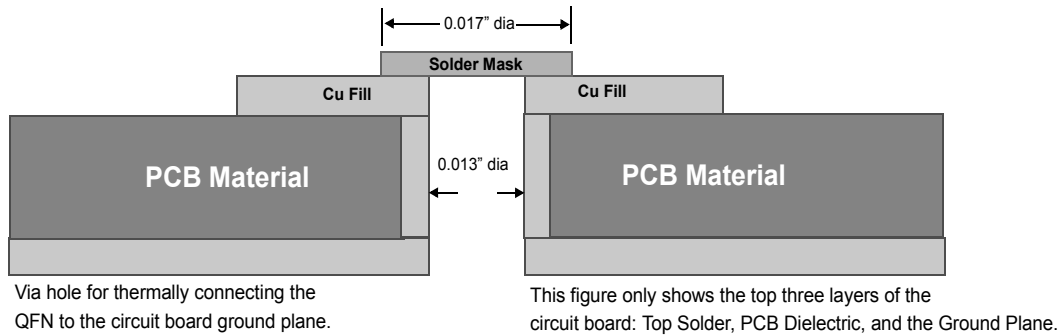 0.017” dia
Solder Mask
Cu Fill
Cu Fill
0.013” dia
PCB Material
PCB Material
Via hole for thermally connecting the
QFN to the circuit board ground plane.
This figure only shows the top three layers of the
circuit board: Top Solder, PCB Dielectric, and the Ground Plane.